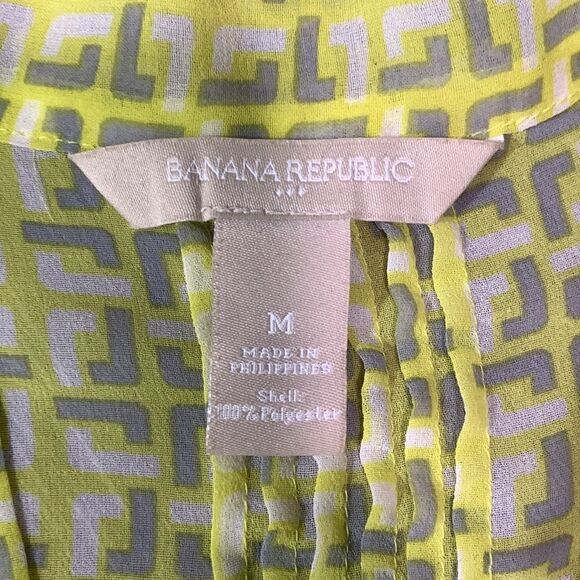 BANANA REPUBLIC
M
MADE IN
PHILIPPINES
Shell:
100% Polyester